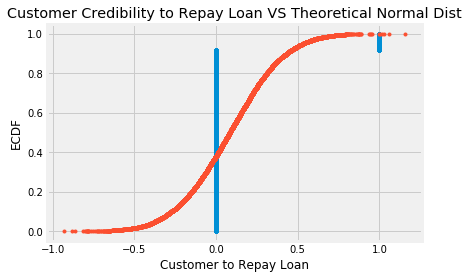 Customer Credibility to Repay Loan VS Theoretical Normal Dist
1.0
0.8
0.6
0.4
0.2
0.0
ECDF
−1.0 −0.5 0.0 0.5 1.0
Customer to Repay Loan